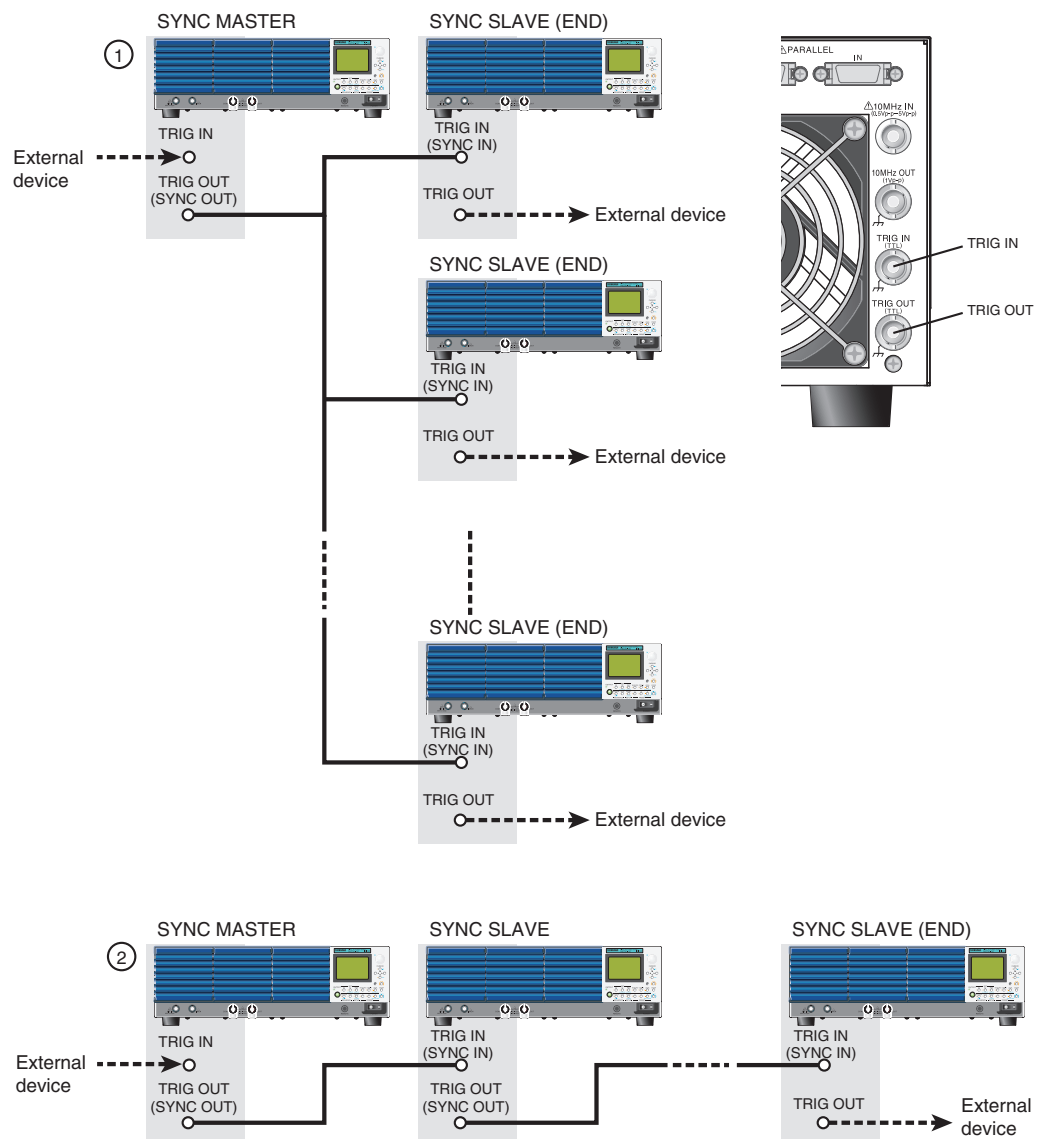 SYNC MASTER
SYNC SLAVE (END)
1
TRIG IN
External
device
TRIG OUT
(SYNC OUT)
TRIG IN
(SYNC IN)
TRIG OUT
External device
SYNC SLAVE (END)
TRIG IN
(SYNC IN)
TRIG OUT
External device
SYNC SLAVE (END)
TRIG IN
(SYNC IN)
TRIG OUT
External device
PARALLEL
IN
10MHz IN
(0.5Vp-p–5Vp-p)
10MHz OUT
(1Vp-p)
TRIG IN
(TTL)
TRIG OUT
(TTL)
TRIG IN
TRIG OUT
2
SYNC MASTER
SYNC SLAVE
SYNC SLAVE (END)
TRIG IN
External
device
TRIG OUT
(SYNC OUT)
TRIG IN
(SYNC IN)
TRIG OUT
(SYNC OUT)
TRIG IN
(SYNC IN)
TRIG OUT
External
device